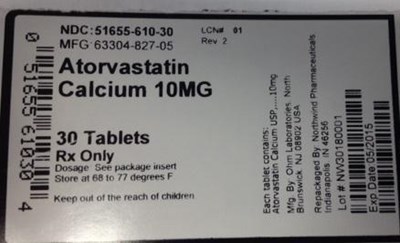 NDC:51655-610-30
LCN# 01
MFG:63304-827-05
Rev 2
Atorvastatin
Calcium 10MG
30 Tablets
Rx Only
Dosage See package insert
Store at 68 to 77 degrees F
Keep out of the reach of children
0 51655 61030 4
Each tablet contains:
Atorvastatin Calcium USP,....10mg
Mfg. By: Ohm Laboratories, North
Brunswick, NJ 08902 USA
Repackaged By: Northwind Pharmaceuticals
Indianapolis, IN 46256
Lot #:NV30180001
Exp Date:05/2015